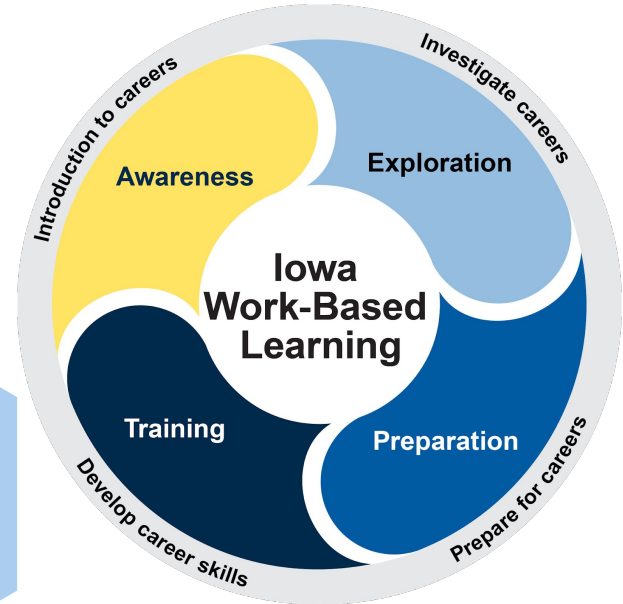 Introduction to careers
Investigate careers
Awareness
Exploration
Iowa
Work-Based
Learning
Training
Preparation
Develop career skills
Prepare for careers